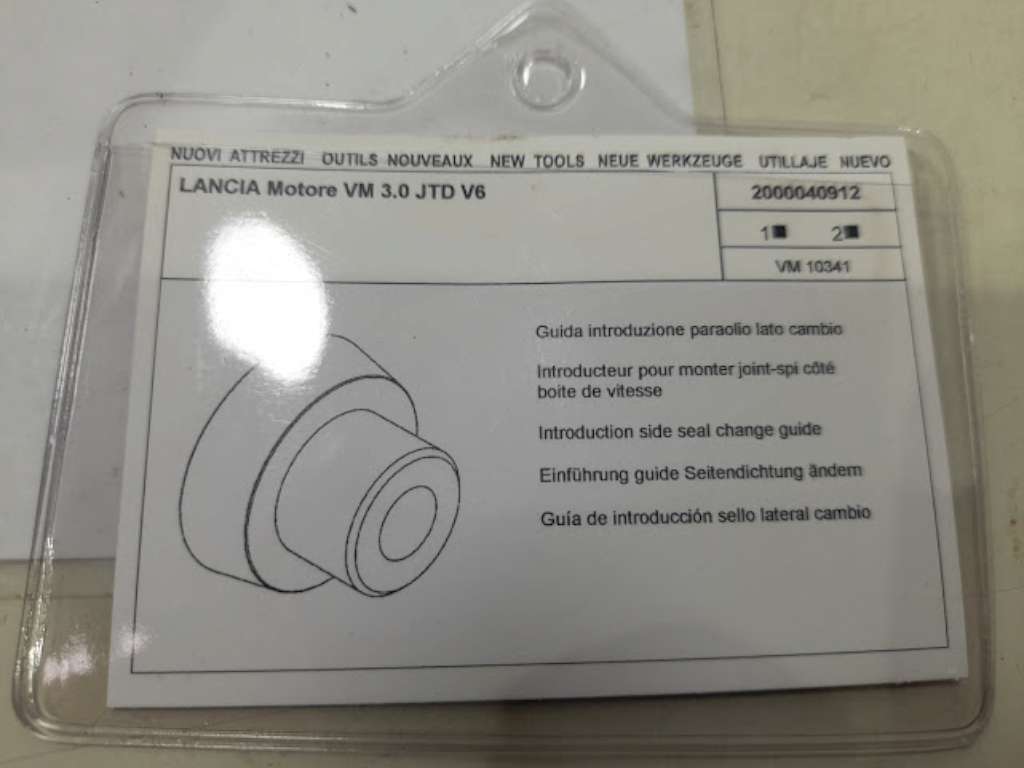 NUOVI ATTREZZI OUTILS NOUVEAUX NEW TOOLS NEUE WERKZEUGE UTILLAJE NUEVO
LANCIA Motore VM 3.0 JTD V6
2000040912
1■ 2■
VM 10341
Guida introduzione paraolio lato cambio
Introducteur pour monter joint-spi côté
boite de vitesse
Introduction side seal change guide
Einführung guide Seitendichtung ändern
Guía de introducción sello lateral cambio